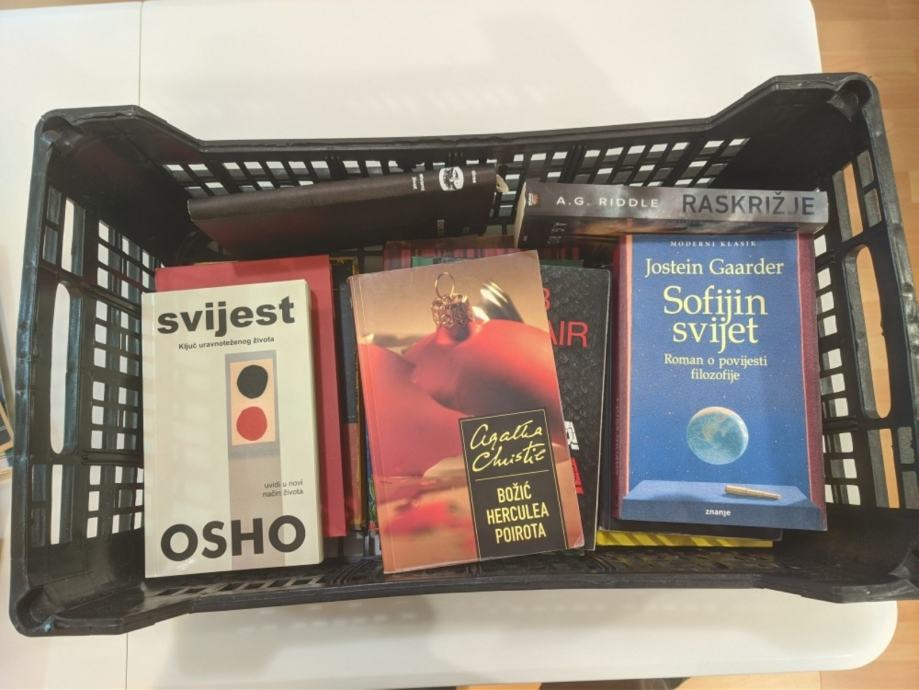 A.G. RIDDLE RASKRIŽJE
svijest
Ključ uravnoteženog života
uvidi u novi
način života
OSHO
Agatha
Christie
BOŽIĆ
HERCULEA
POIROTA
AIR
MODERNI KLASIK
Jostein Gaarder
Sofijin
svijet
Roman o povijesti
filozofije
znanje